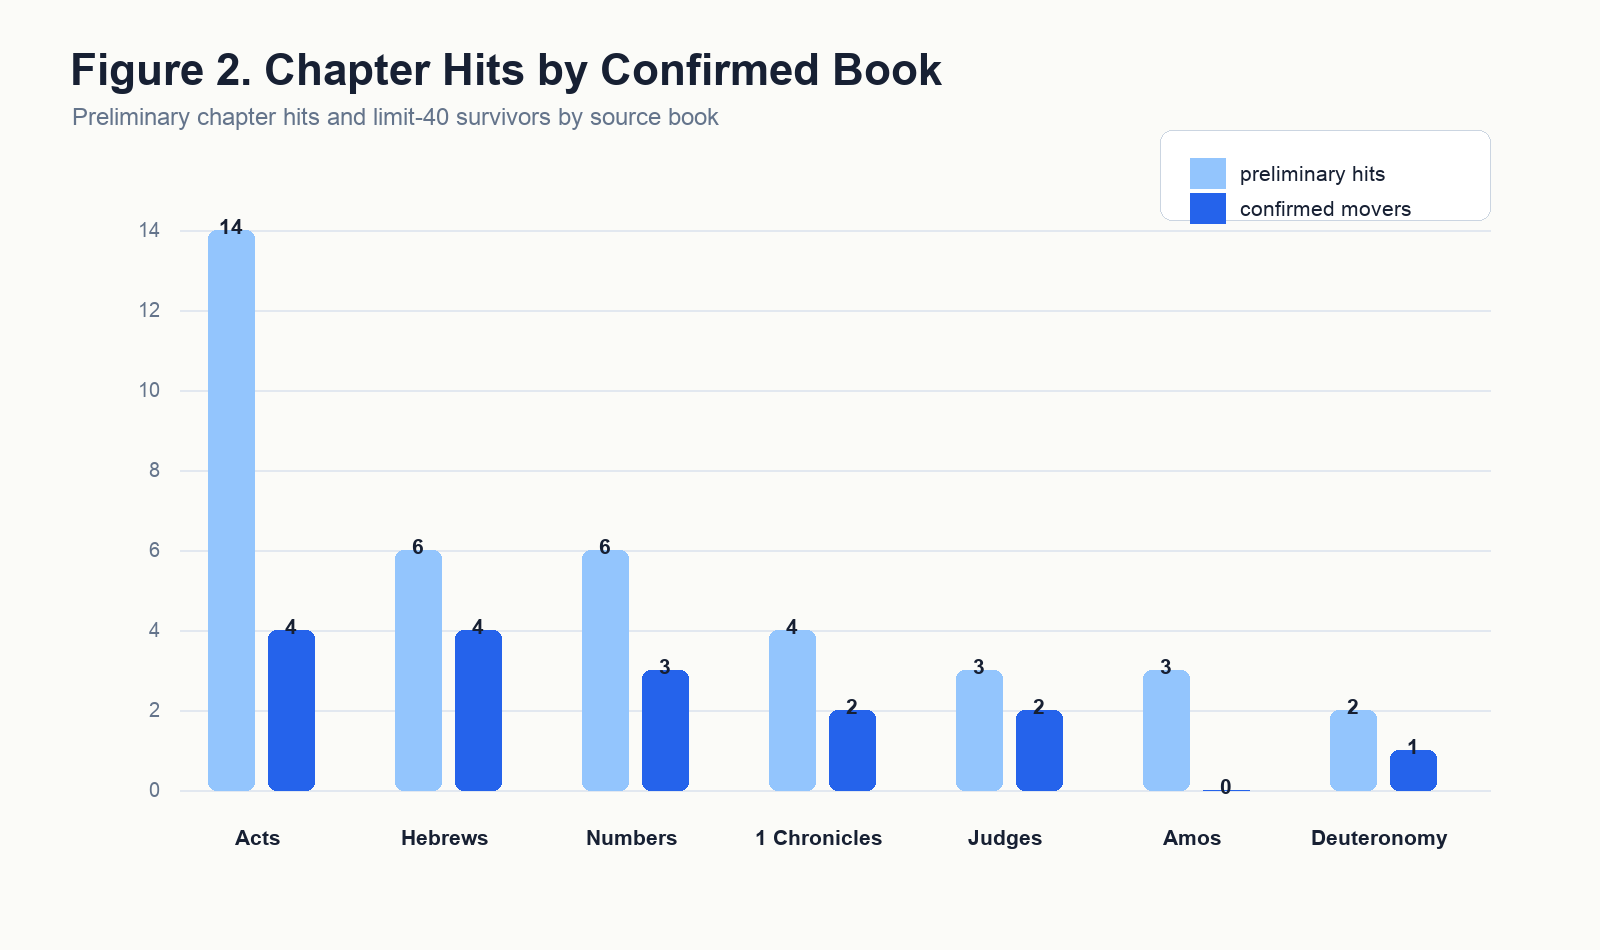 Figure 2. Chapter Hits by Confirmed Book
Preliminary chapter hits and limit-40 survivors by source book
preliminary hits
confirmed movers
14
12
10
8
6
4
2
0
14
4
6
4
6
3
4
2
3
2
3
0
2
1
Acts
Hebrews
Numbers
1 Chronicles
Judges
Amos
Deuteronomy